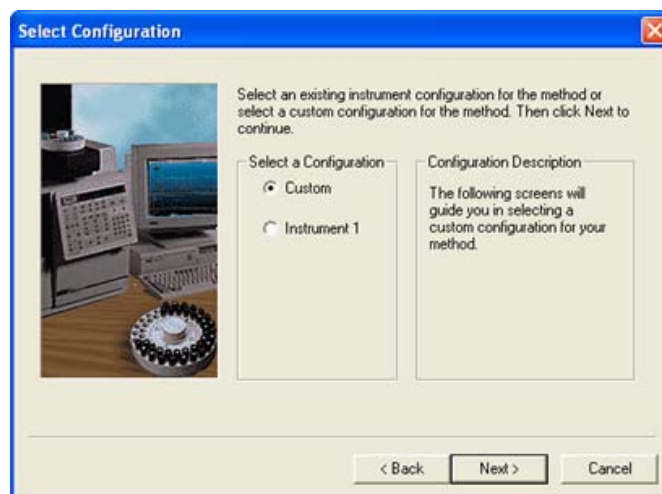 Select Configuration
Select an existing instrument configuration for the method or
select a custom configuration for the method. Then click Next to
continue.
Select a Configuration
Custom
Instrument 1
Configuration Description
The following screens will
guide you in selecting a
custom configuration for your
method.
< Back
Next >
Cancel